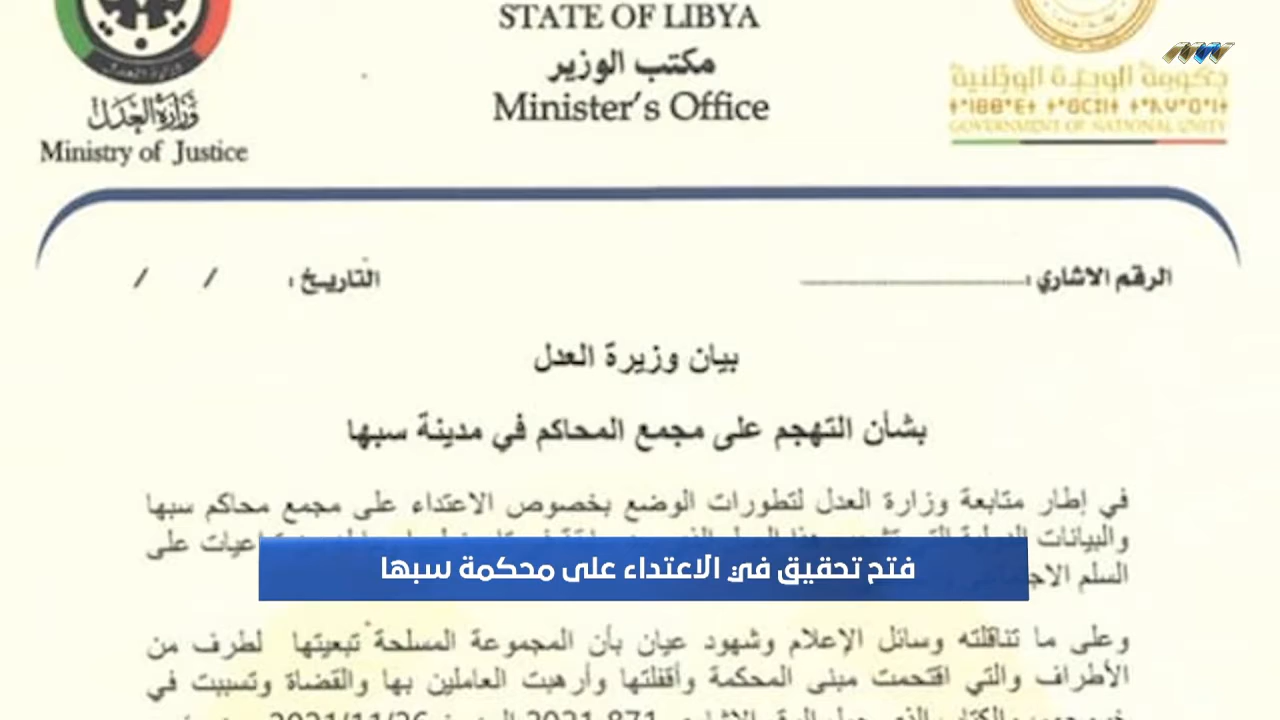 STATE OF LIBYA
مكتب الوزير
Minister's Office
وزارة العدل
Ministry of Justice
حكومة الوحدة الوطنية
GOVERNMENT OF NATIONAL UNITY
الرقم الاشاري:
التاريخ: / /
بيان وزيرة العدل
بشأن التهجم على مجمع المحاكم في مدينة سبها
في إطار متابعة وزارة العدل لتطورات الوضع بخصوص الاعتداء على مجمع محاكم سبها
والبيانات على
السلم
فتح تحقيق في الاعتداء على محكمة سبها
وعلى ما تناقلته وسائل الإعلام وشهود عيان بأن المجموعة المسلحة تبعيتها لطرف من
الأطراف والتي اقتحمت مبنى المحكمة وأقفلتها وأرهبت العاملين بها والقضاة وتسببت في